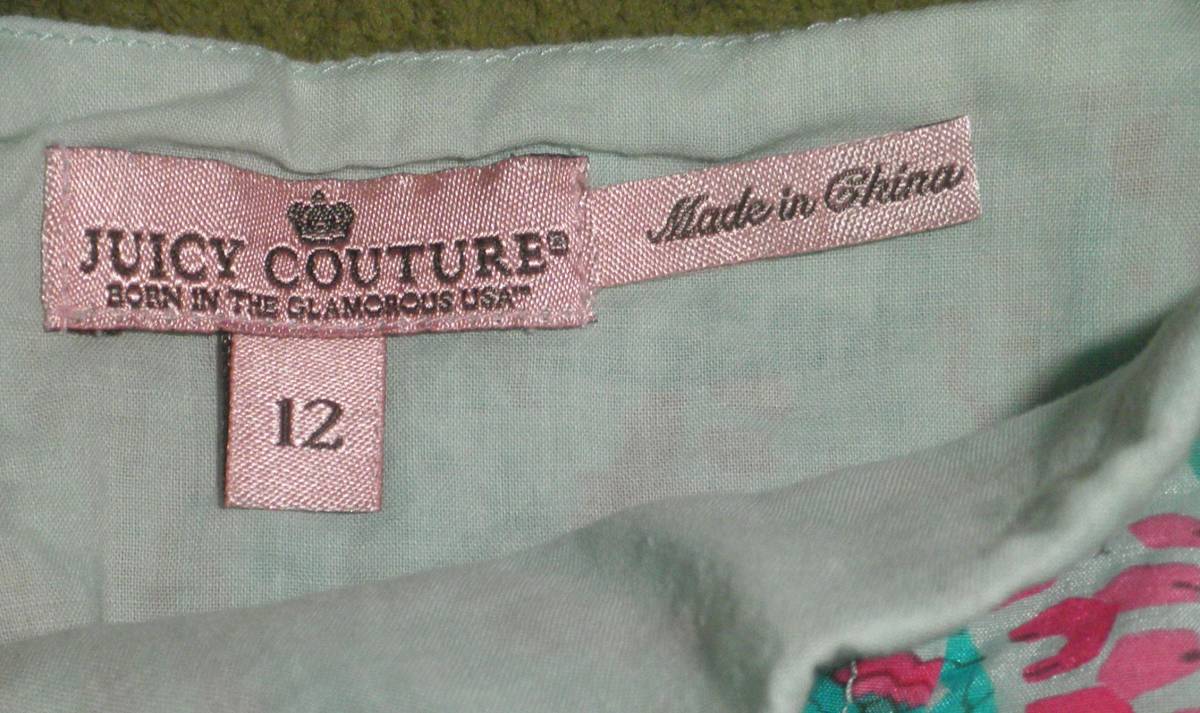 JUICY COUTURE®
BORN IN THE GLAMOROUS USA™
Made in China
12